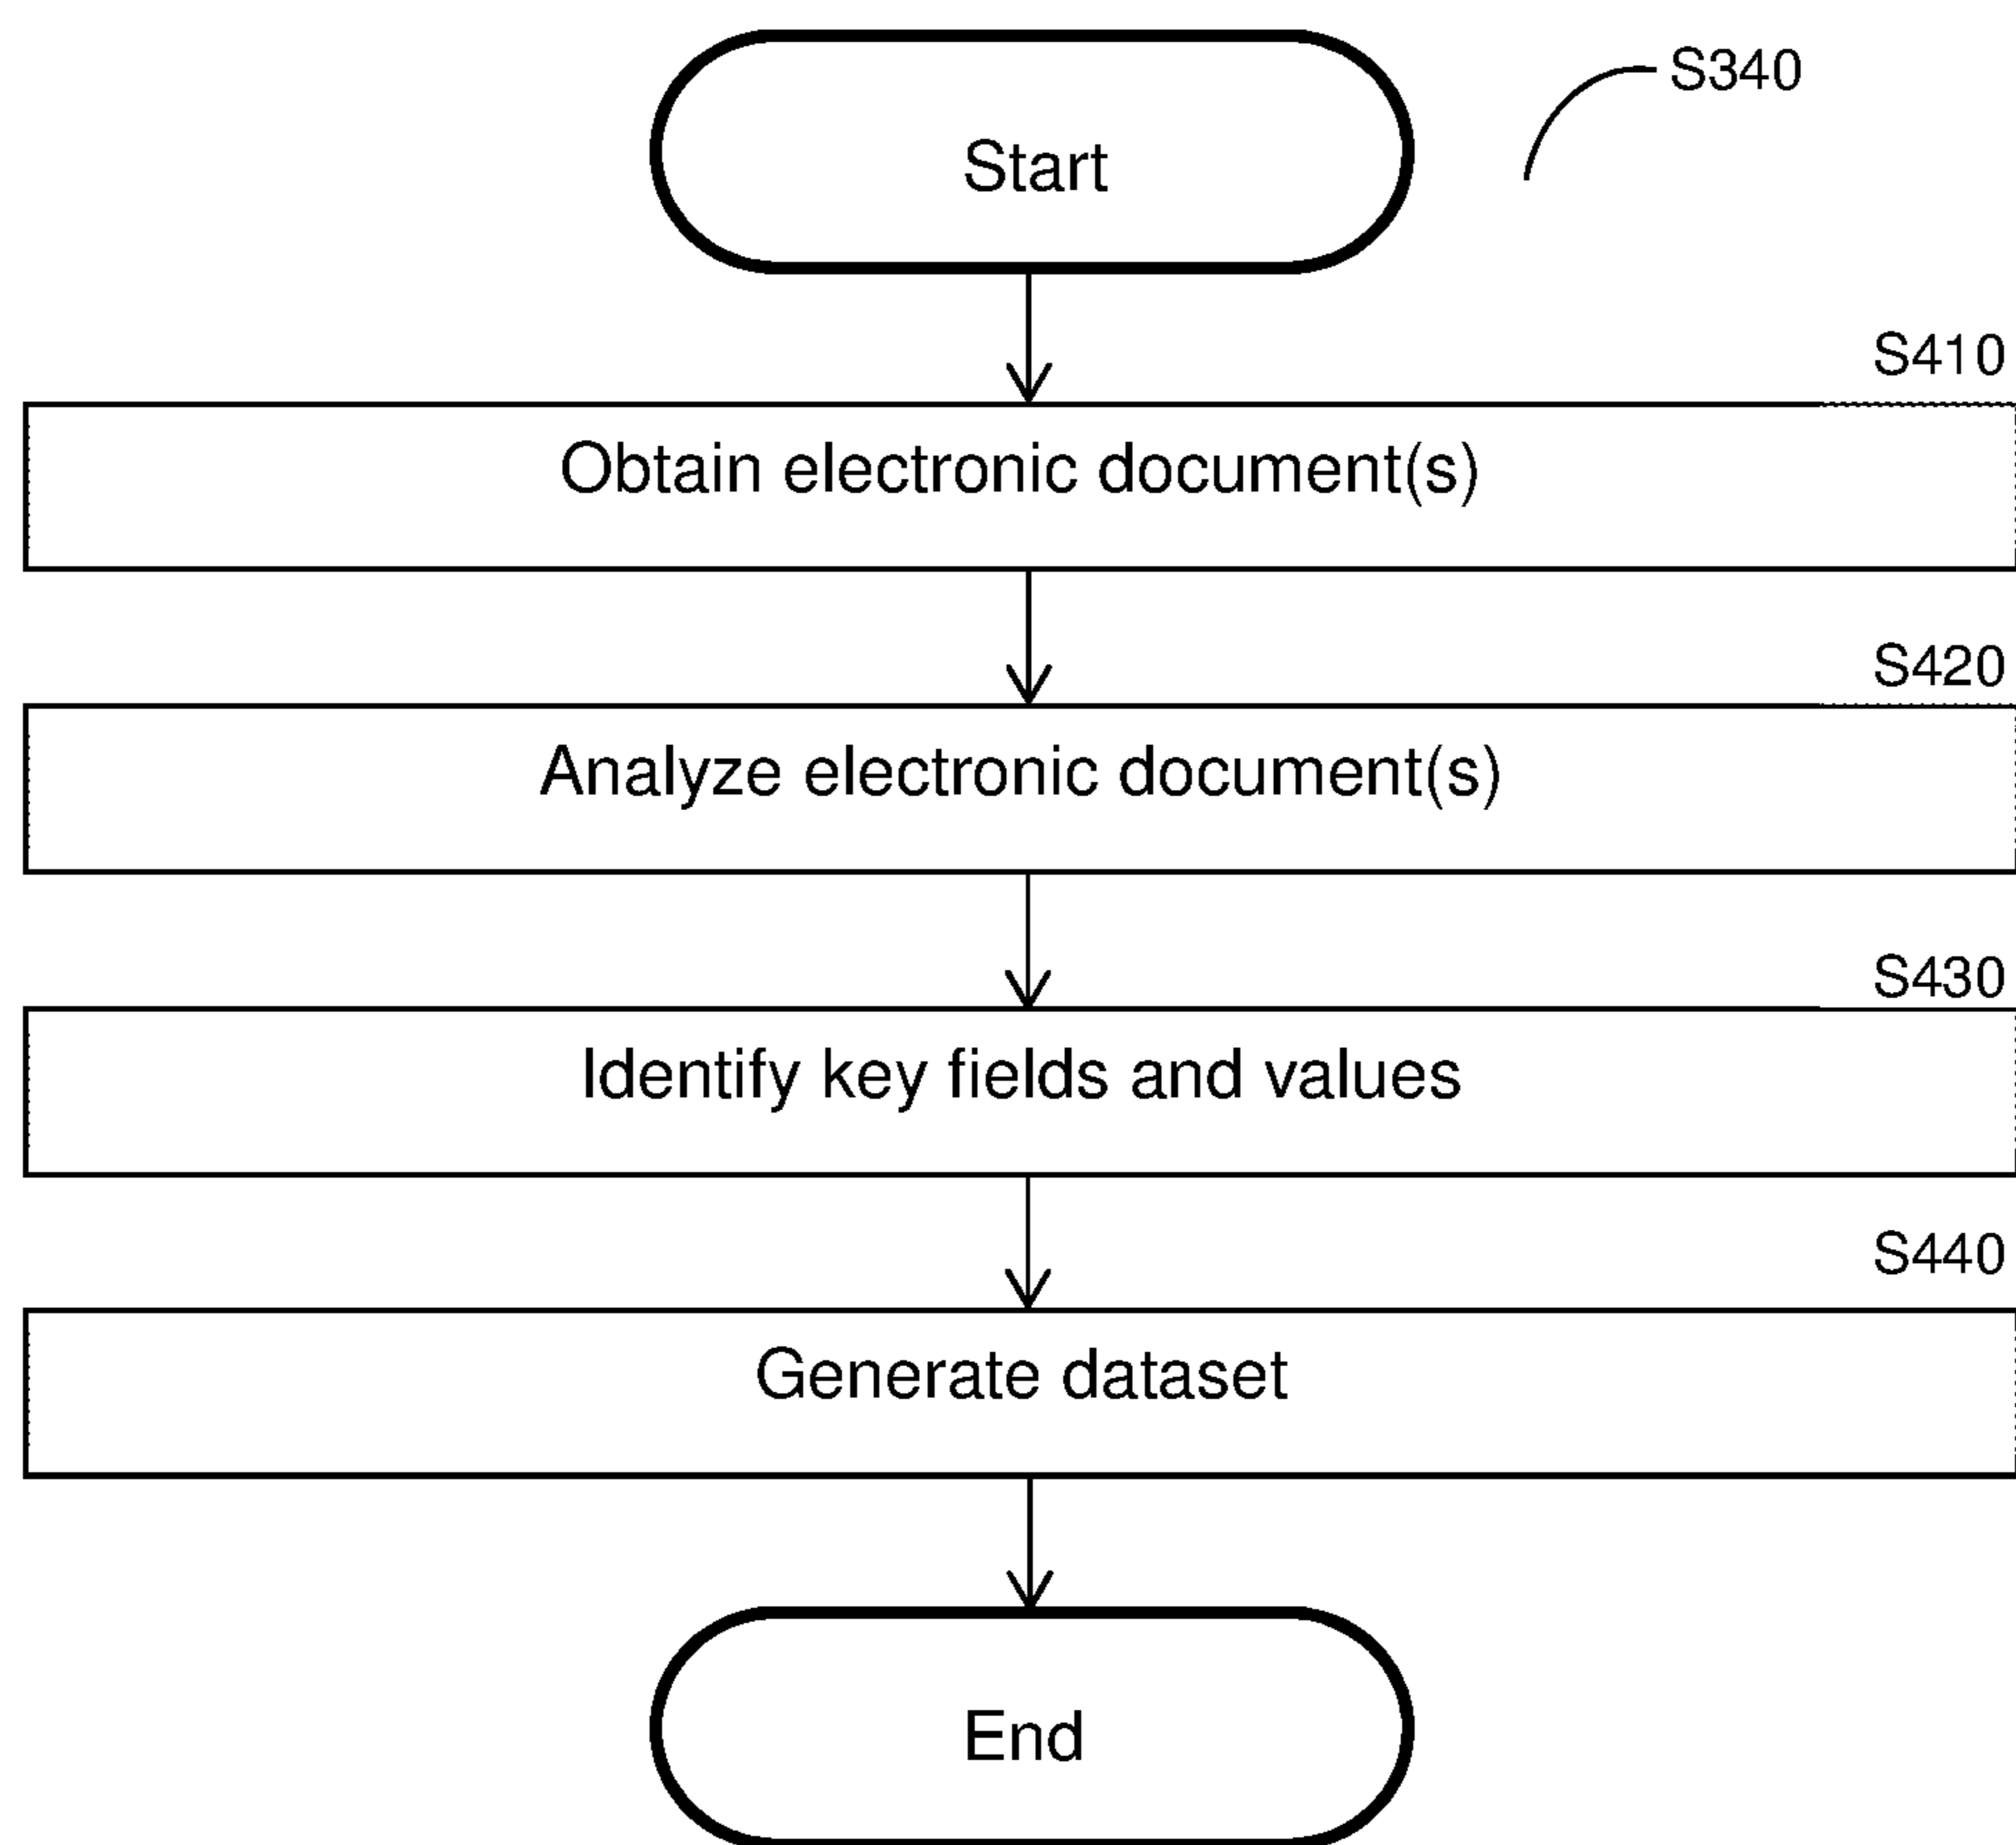 Start
S340
S410
Obtain electronic document(s)
S420
Analyze electronic document(s)
S430
Identify key fields and values
S440
Generate dataset
End